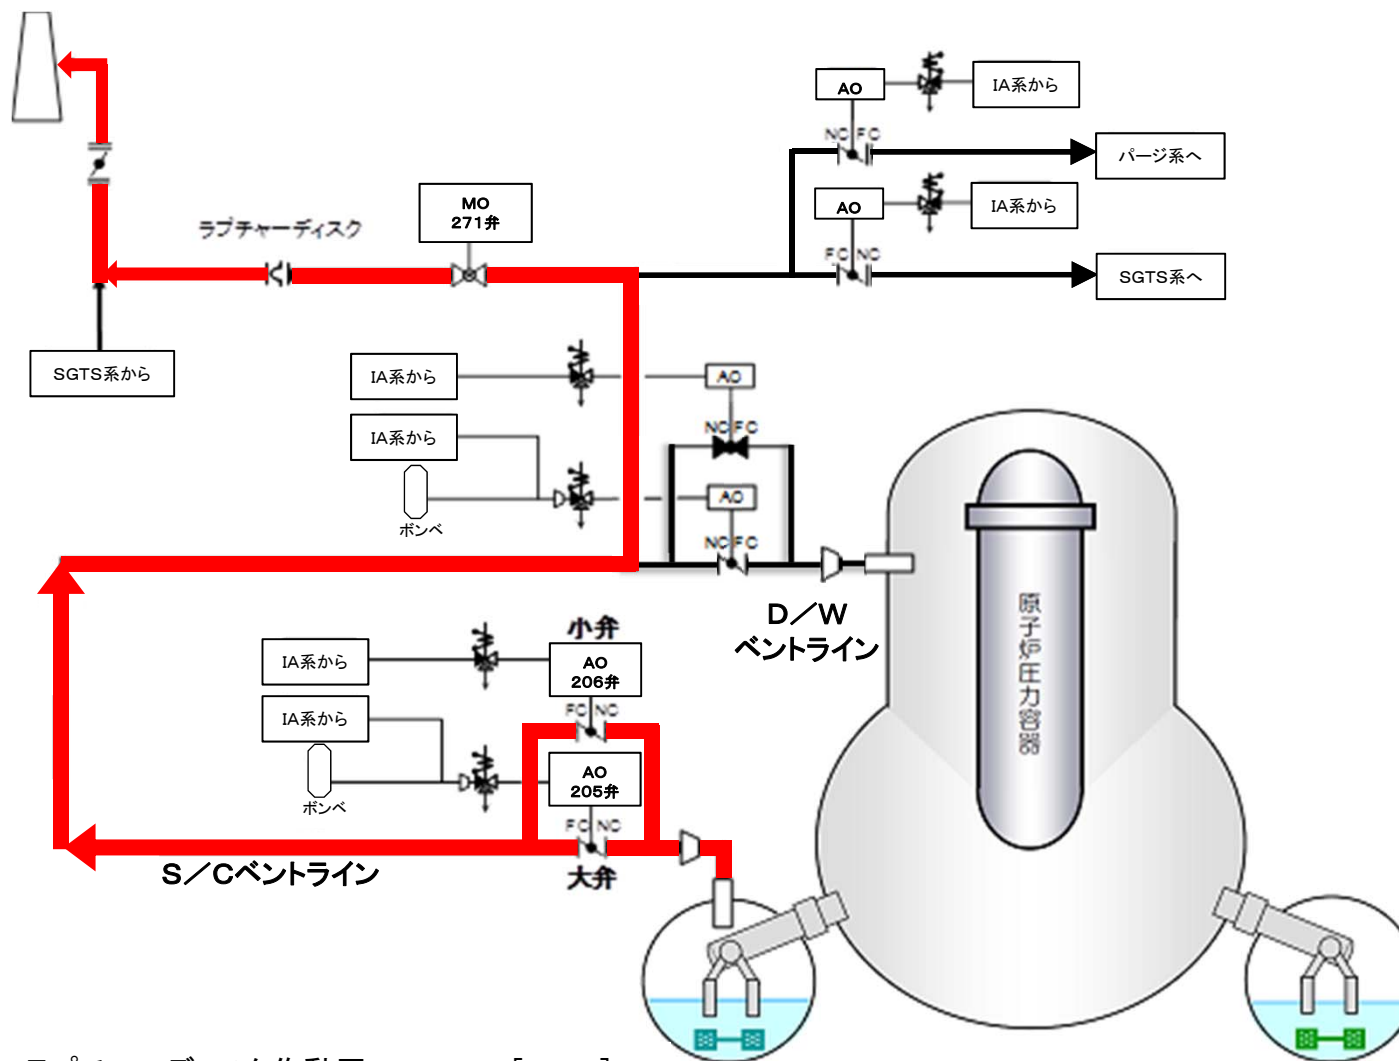 AO
IA系から
NC FC
パージ系へ
AO
IA系から
FC NC
SGTS系へ
MO
271弁
ラプチャーディスク
SGTS系から
IA系から
AO
NC FC
IA系から
AO
ボンベ
NC FC
D/W
ベントライン
原子炉圧力容器
小弁
IA系から
AO
206弁
FC NC
IA系から
AO
205弁
ボンベ
FC NC
大弁
S/Cベントライン